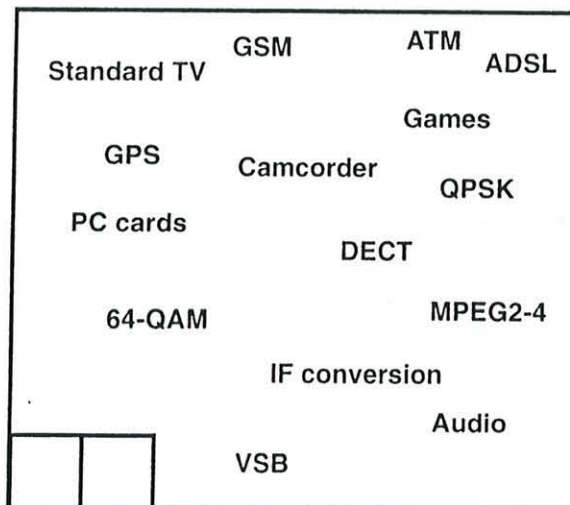 GSM
ATM
Standard TV
ADSL
Games
GPS
Camcorder
QPSK
PC cards
DECT
64-QAM
MPEG2-4
IF conversion
Audio
VSB